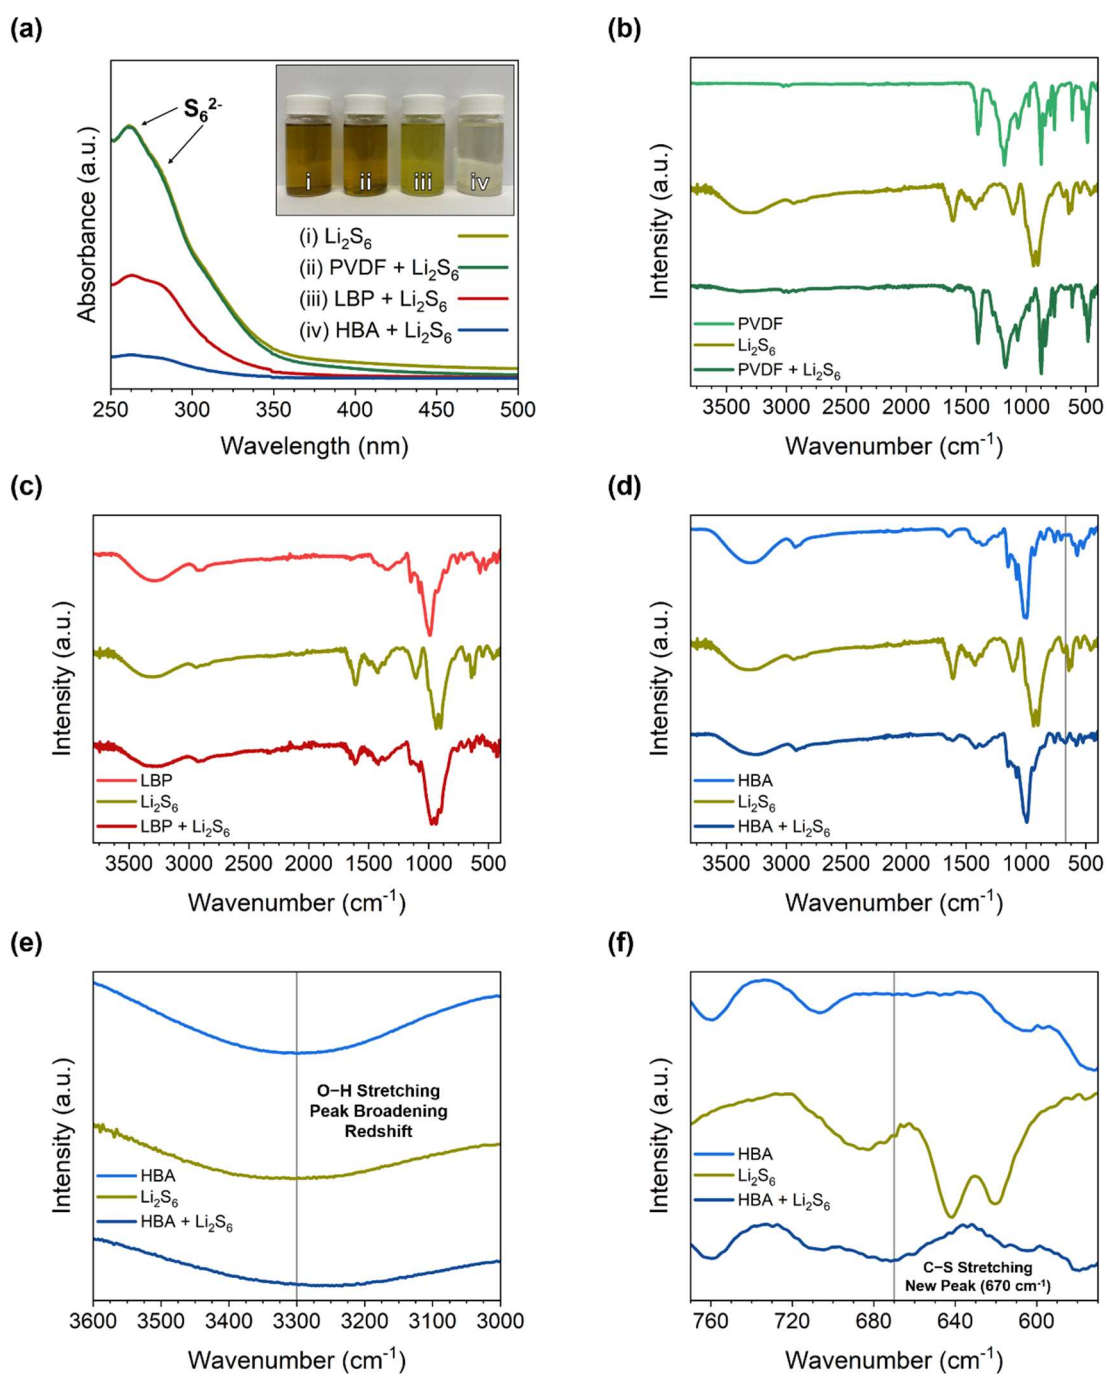 (a)
Absorbance (a.u.)
S₆²⁻
i
ii
iii
iv
(i) Li₂S₆
(ii) PVDF + Li₂S₆
(iii) LBP + Li₂S₆
(iv) HBA + Li₂S₆
250 300 350 400 450 500
Wavelength (nm)
(b)
Intensity (a.u.)
PVDF
Li₂S₆
PVDF + Li₂S₆
3500 3000 2500 2000 1500 1000 500
Wavenumber (cm⁻¹)
(c)
Intensity (a.u.)
LBP
Li₂S₆
LBP + Li₂S₆
3500 3000 2500 2000 1500 1000 500
Wavenumber (cm⁻¹)
(d)
Intensity (a.u.)
HBA
Li₂S₆
HBA + Li₂S₆
3500 3000 2500 2000 1500 1000 500
Wavenumber (cm⁻¹)
(e)
Intensity (a.u.)
O−H Stretching
Peak Broadening
Redshift
HBA
Li₂S₆
HBA + Li₂S₆
3600 3500 3400 3300 3200 3100 3000
Wavenumber (cm⁻¹)
(f)
Intensity (a.u.)
HBA
Li₂S₆
HBA + Li₂S₆
C−S Stretching
New Peak (670 cm⁻¹)
760 720 680 640 600
Wavenumber (cm⁻¹)